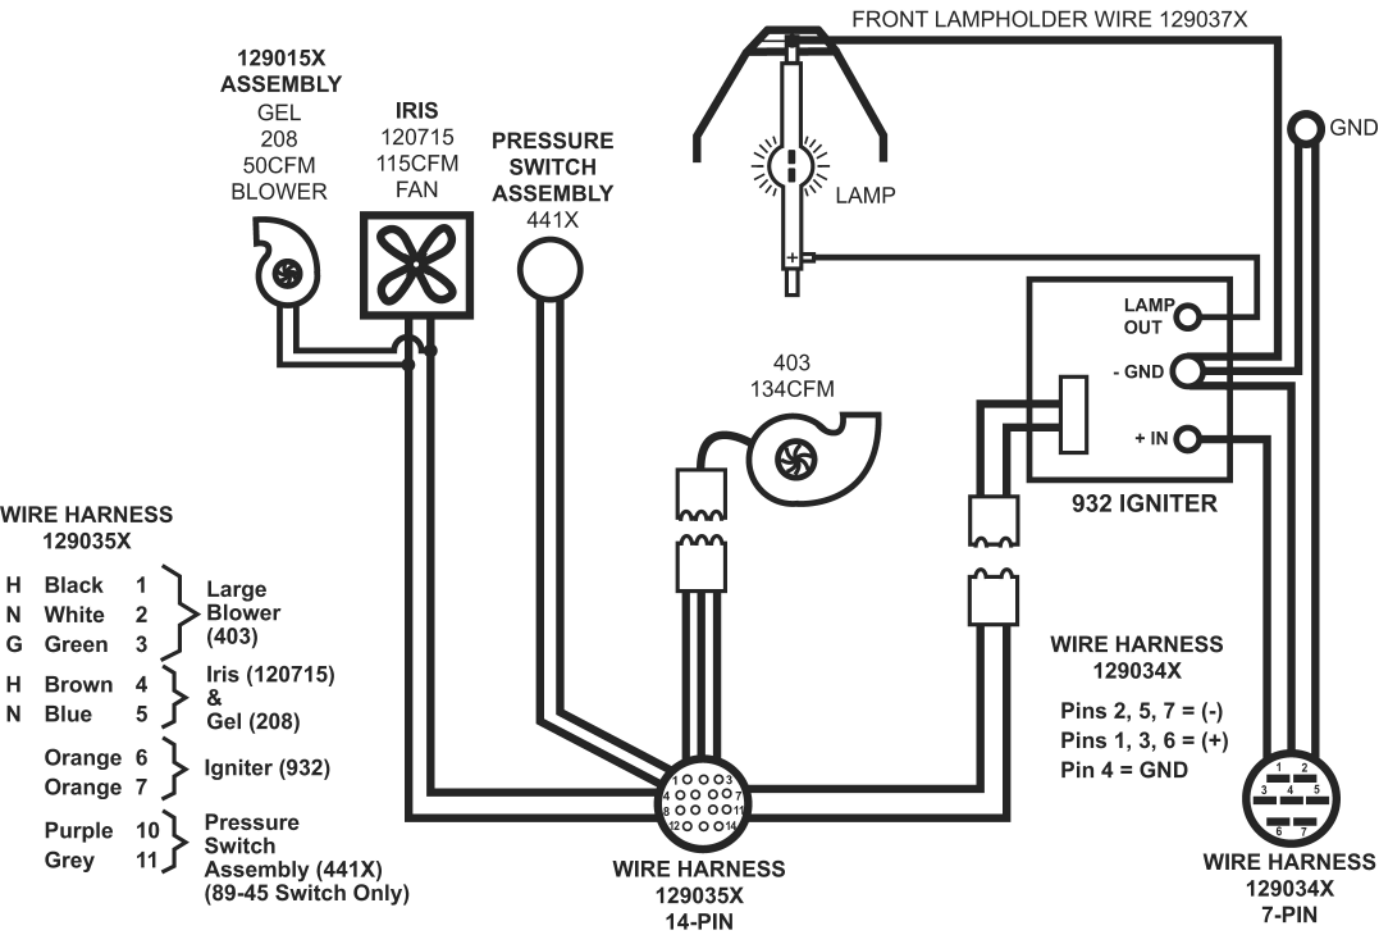 FRONT LAMPHOLDER WIRE 129037X
129015X
ASSEMBLY
GEL
208
50CFM
BLOWER
IRIS
120715
115CFM
FAN
PRESSURE
SWITCH
ASSEMBLY
441X
GND
LAMP
+
LAMP
OUT
- GND
+ IN
932 IGNITER
403
134CFM
WIRE HARNESS
129035X
H Black 1
N White 2
G Green 3
Large
Blower
(403)
H Brown 4
N Blue 5
Iris (120715)
&
Gel (208)
Orange 6
Orange 7
Igniter (932)
Purple 10
Grey 11
Pressure
Switch
Assembly (441X)
(89-45 Switch Only)
1 3
4 7
8 11
12 14
WIRE HARNESS
129035X
14-PIN
WIRE HARNESS
129034X
Pins 2, 5, 7 = (-)
Pins 1, 3, 6 = (+)
Pin 4 = GND
1 2
3 4 5
6 7
WIRE HARNESS
129034X
7-PIN